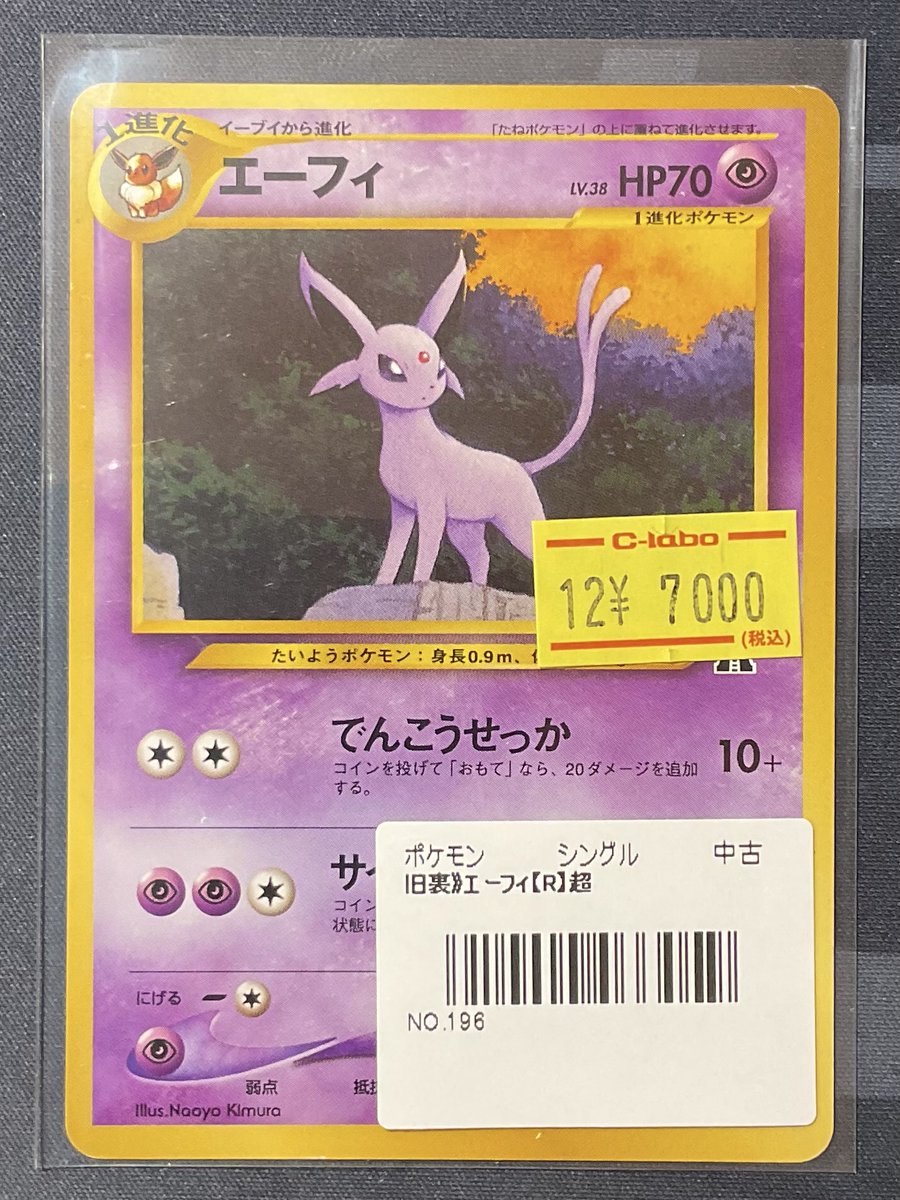 1進化
イーブイから進化
「たねポケモン」の上に重ねて進化させます。
エーフィ
LV.38 HP70
1進化ポケモン
C-labo
12¥ 7000
(税込)
たいようポケモン：身長0.9m、
でんこうせっか
10+
コインを投げて「おもて」なら、20ダメージを追加
する。
サイ
コイン
状態に
ポケモン シングル 中古
旧裏》エーフィ【R】超
NO.196
にげる
弱点
Illus.Naoyo Kimura